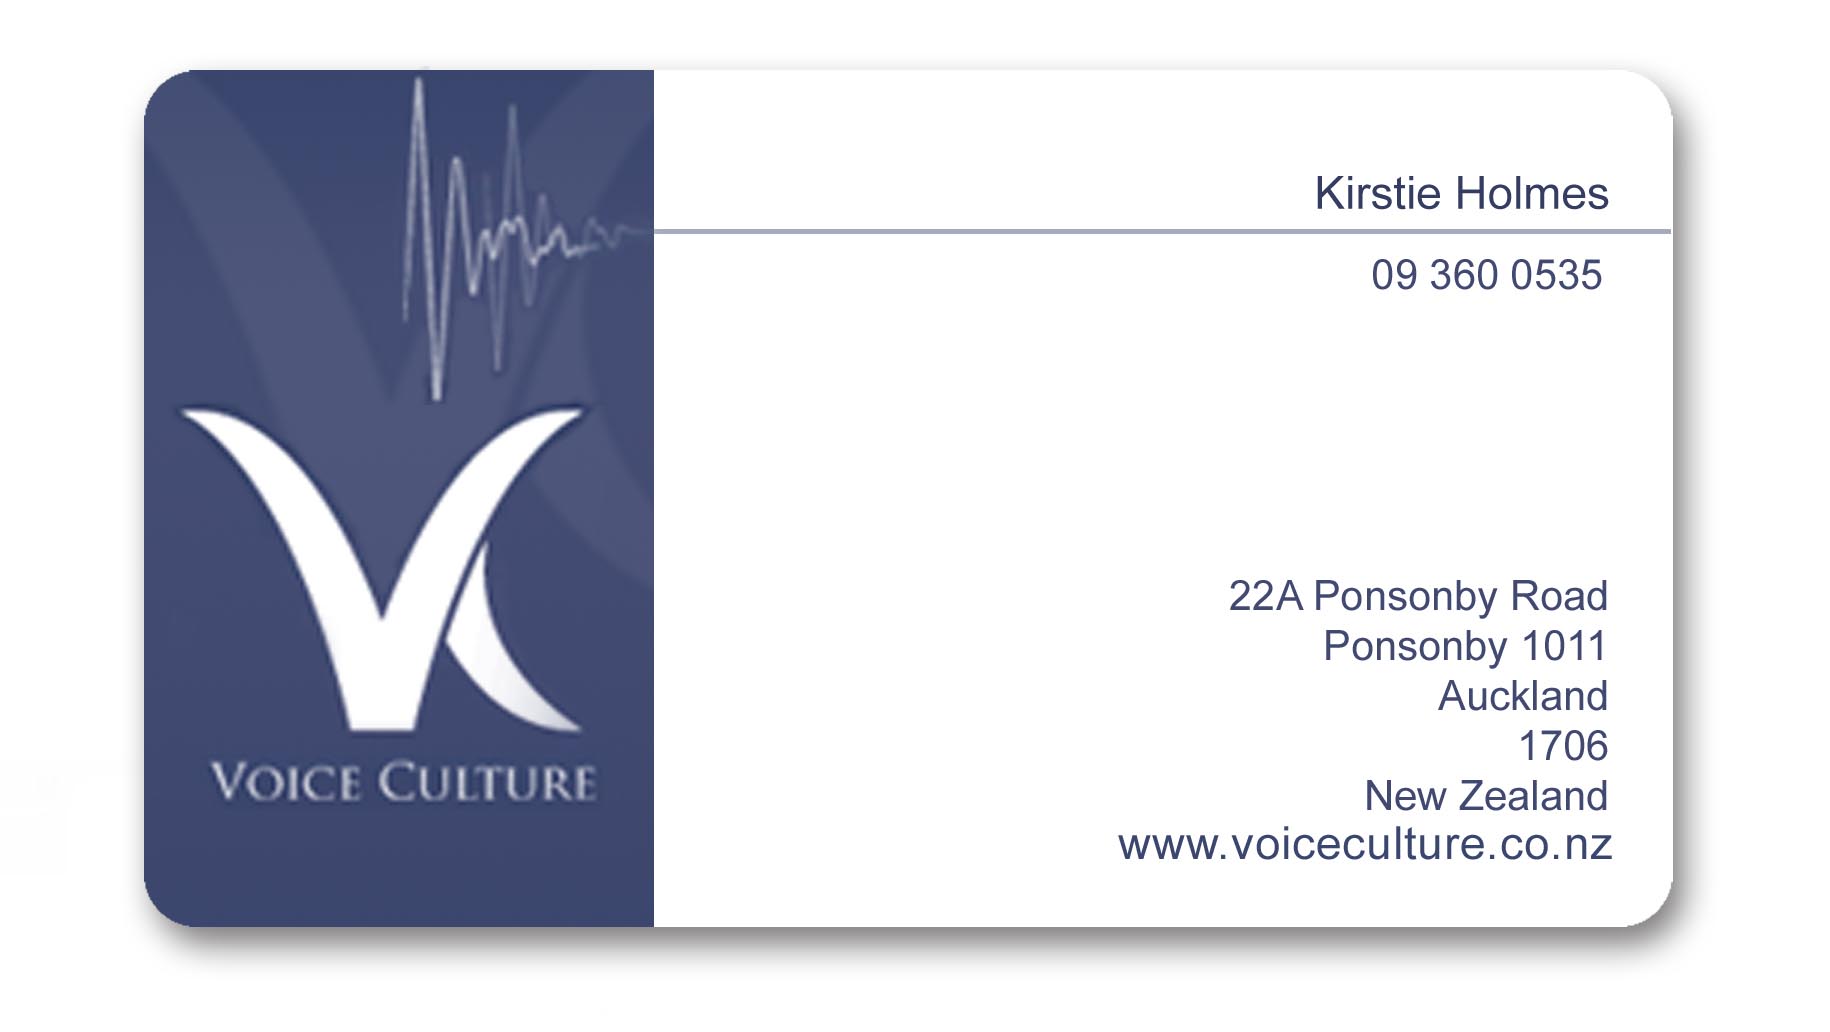 Kirstie Holmes
09 360 0535
VOICE CULTURE
22A Ponsonby Road
Ponsonby 1011
Auckland
1706
New Zealand
www.voiceculture.co.nz